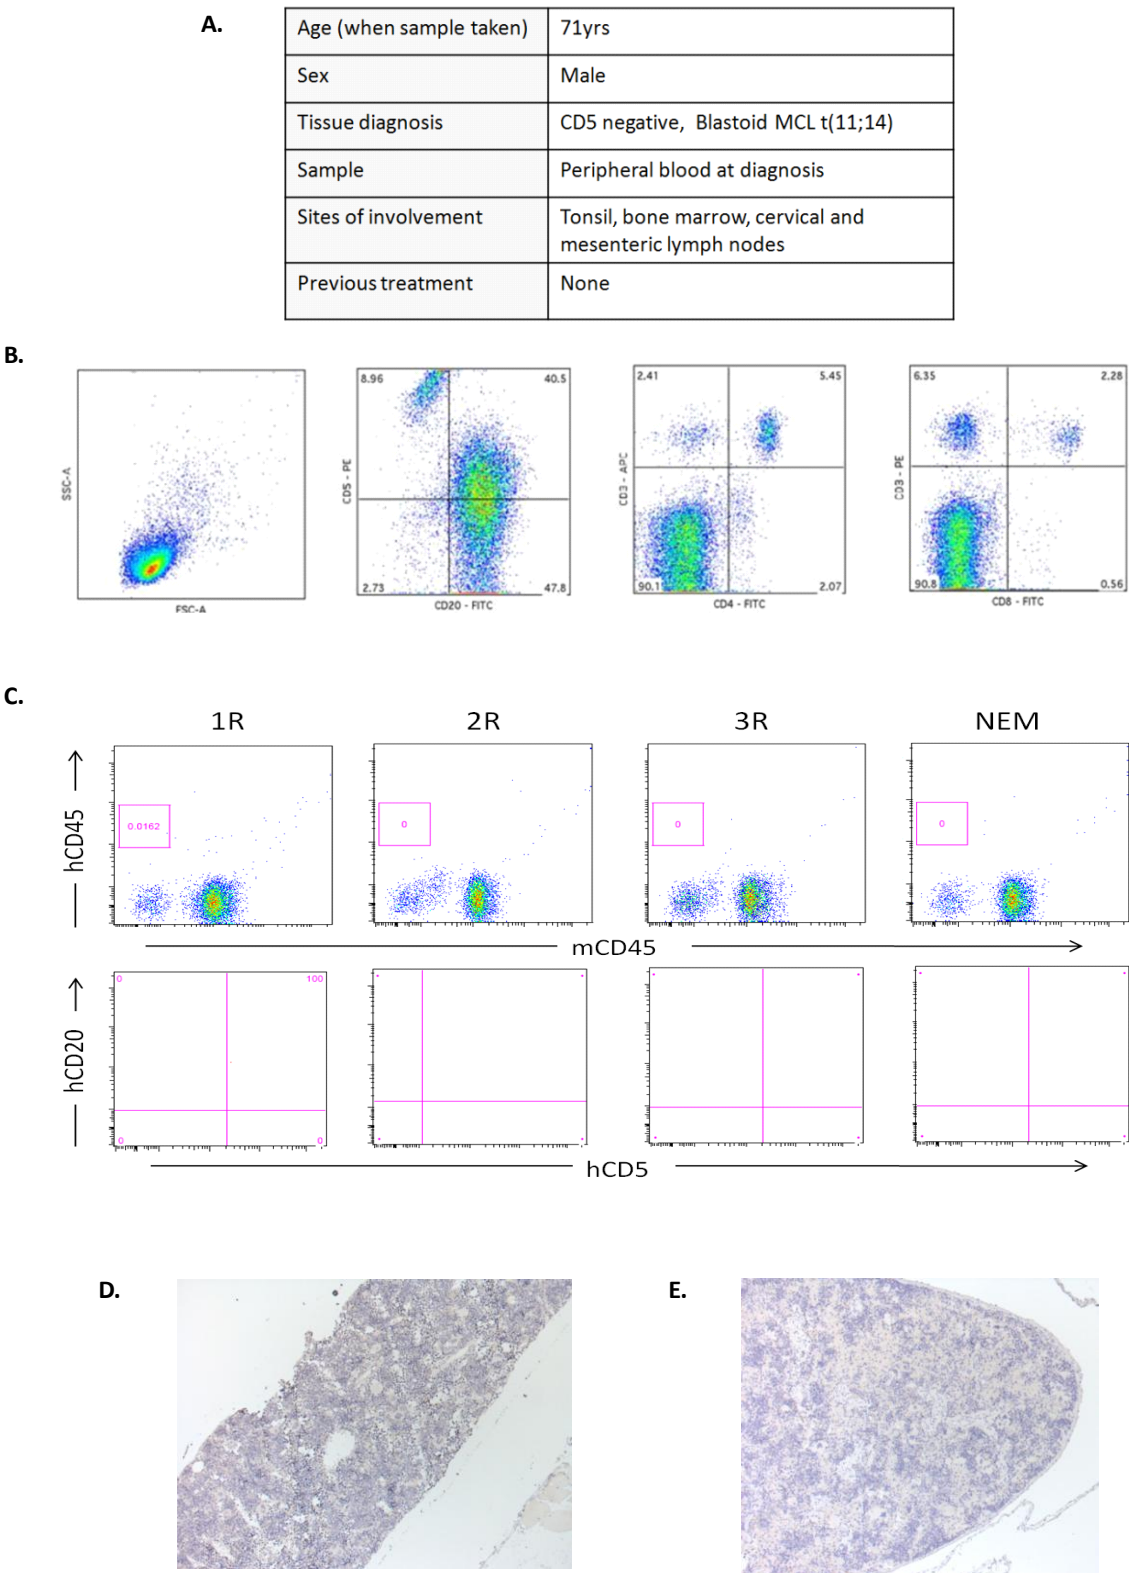 A.
Age (when sample taken) 71yrs
Sex Male
Tissue diagnosis CD5 negative, Blastoid MCL t(11;14)
Sample Peripheral blood at diagnosis
Sites of involvement Tonsil, bone marrow, cervical and
mesenteric lymph nodes
Previous treatment None
B.
SSC-A
FSC-A
8.96 40.5
CD5 - PE
2.73 47.8
CD20 - FITC
2.41 5.45
CD3 - APC
90.1 2.07
CD4 - FITC
6.35 2.28
CD3 - PE
90.8 0.56
CD8 - FITC
C.
1R 2R 3R NEM
hCD45
0.0162 0 0 0
mCD45
hCD20
0 100
0 0
hCD5
D. E.